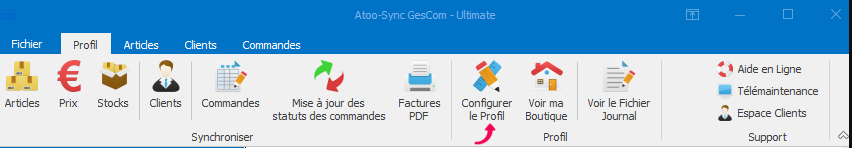 Atoo-Sync GesCom - Ultimate
Fichier Profil Articles Clients Commandes
Articles Prix Stocks Clients Commandes
Mise à jour des
statuts des commandes
Factures
PDF
Synchroniser
Configurer
le Profil
Voir ma
Boutique
Voir le Fichier
Journal
Profil
Aide en Ligne
Télémaintenance
Espace Clients
Support